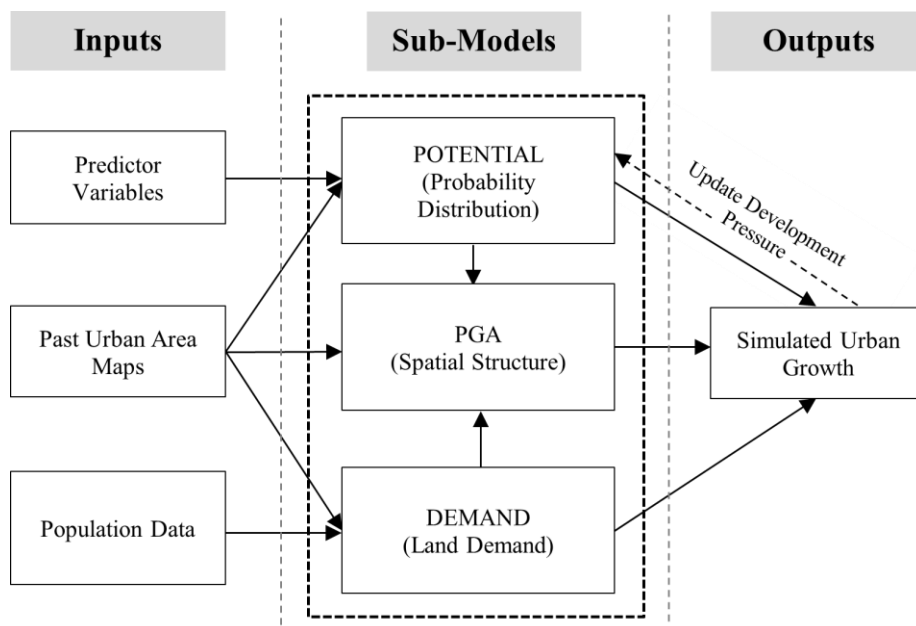 Inputs
Sub-Models
Outputs
Predictor
Variables
POTENTIAL
(Probability
Distribution)
Update Development
Pressure
Past Urban Area
Maps
PGA
(Spatial Structure)
Simulated Urban
Growth
Population Data
DEMAND
(Land Demand)